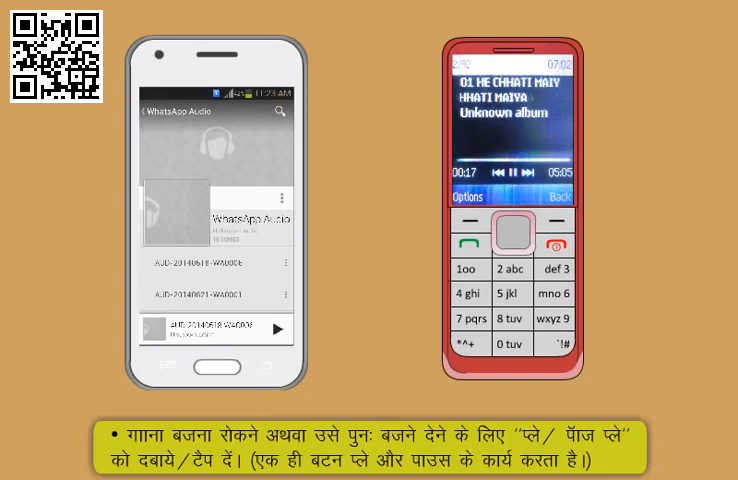 11:23 AM
WhatsApp Audio
WhatsApp Audio
AUD-20140618-WA0006
AUD-20140621-WA0001
AUD-20140618-WA0006
2/92 07:02
01 HE CHHATI MAIY
HHATI MAIYA
Unknown album
00:17 05:05
Options Back
1oo 2 abc def 3
4 ghi 5 jkl mno 6
7 pqrs 8 tuv wxyz 9
*^+ 0 tuv `!#
• गााना बजना रोकने अथवा उसे पुनः बजने देने के लिए "प्ले/ पॅाज प्ले"
को दबाये/टैप दें। (एक ही बटन प्ले और पाउस के कार्य करता है।)